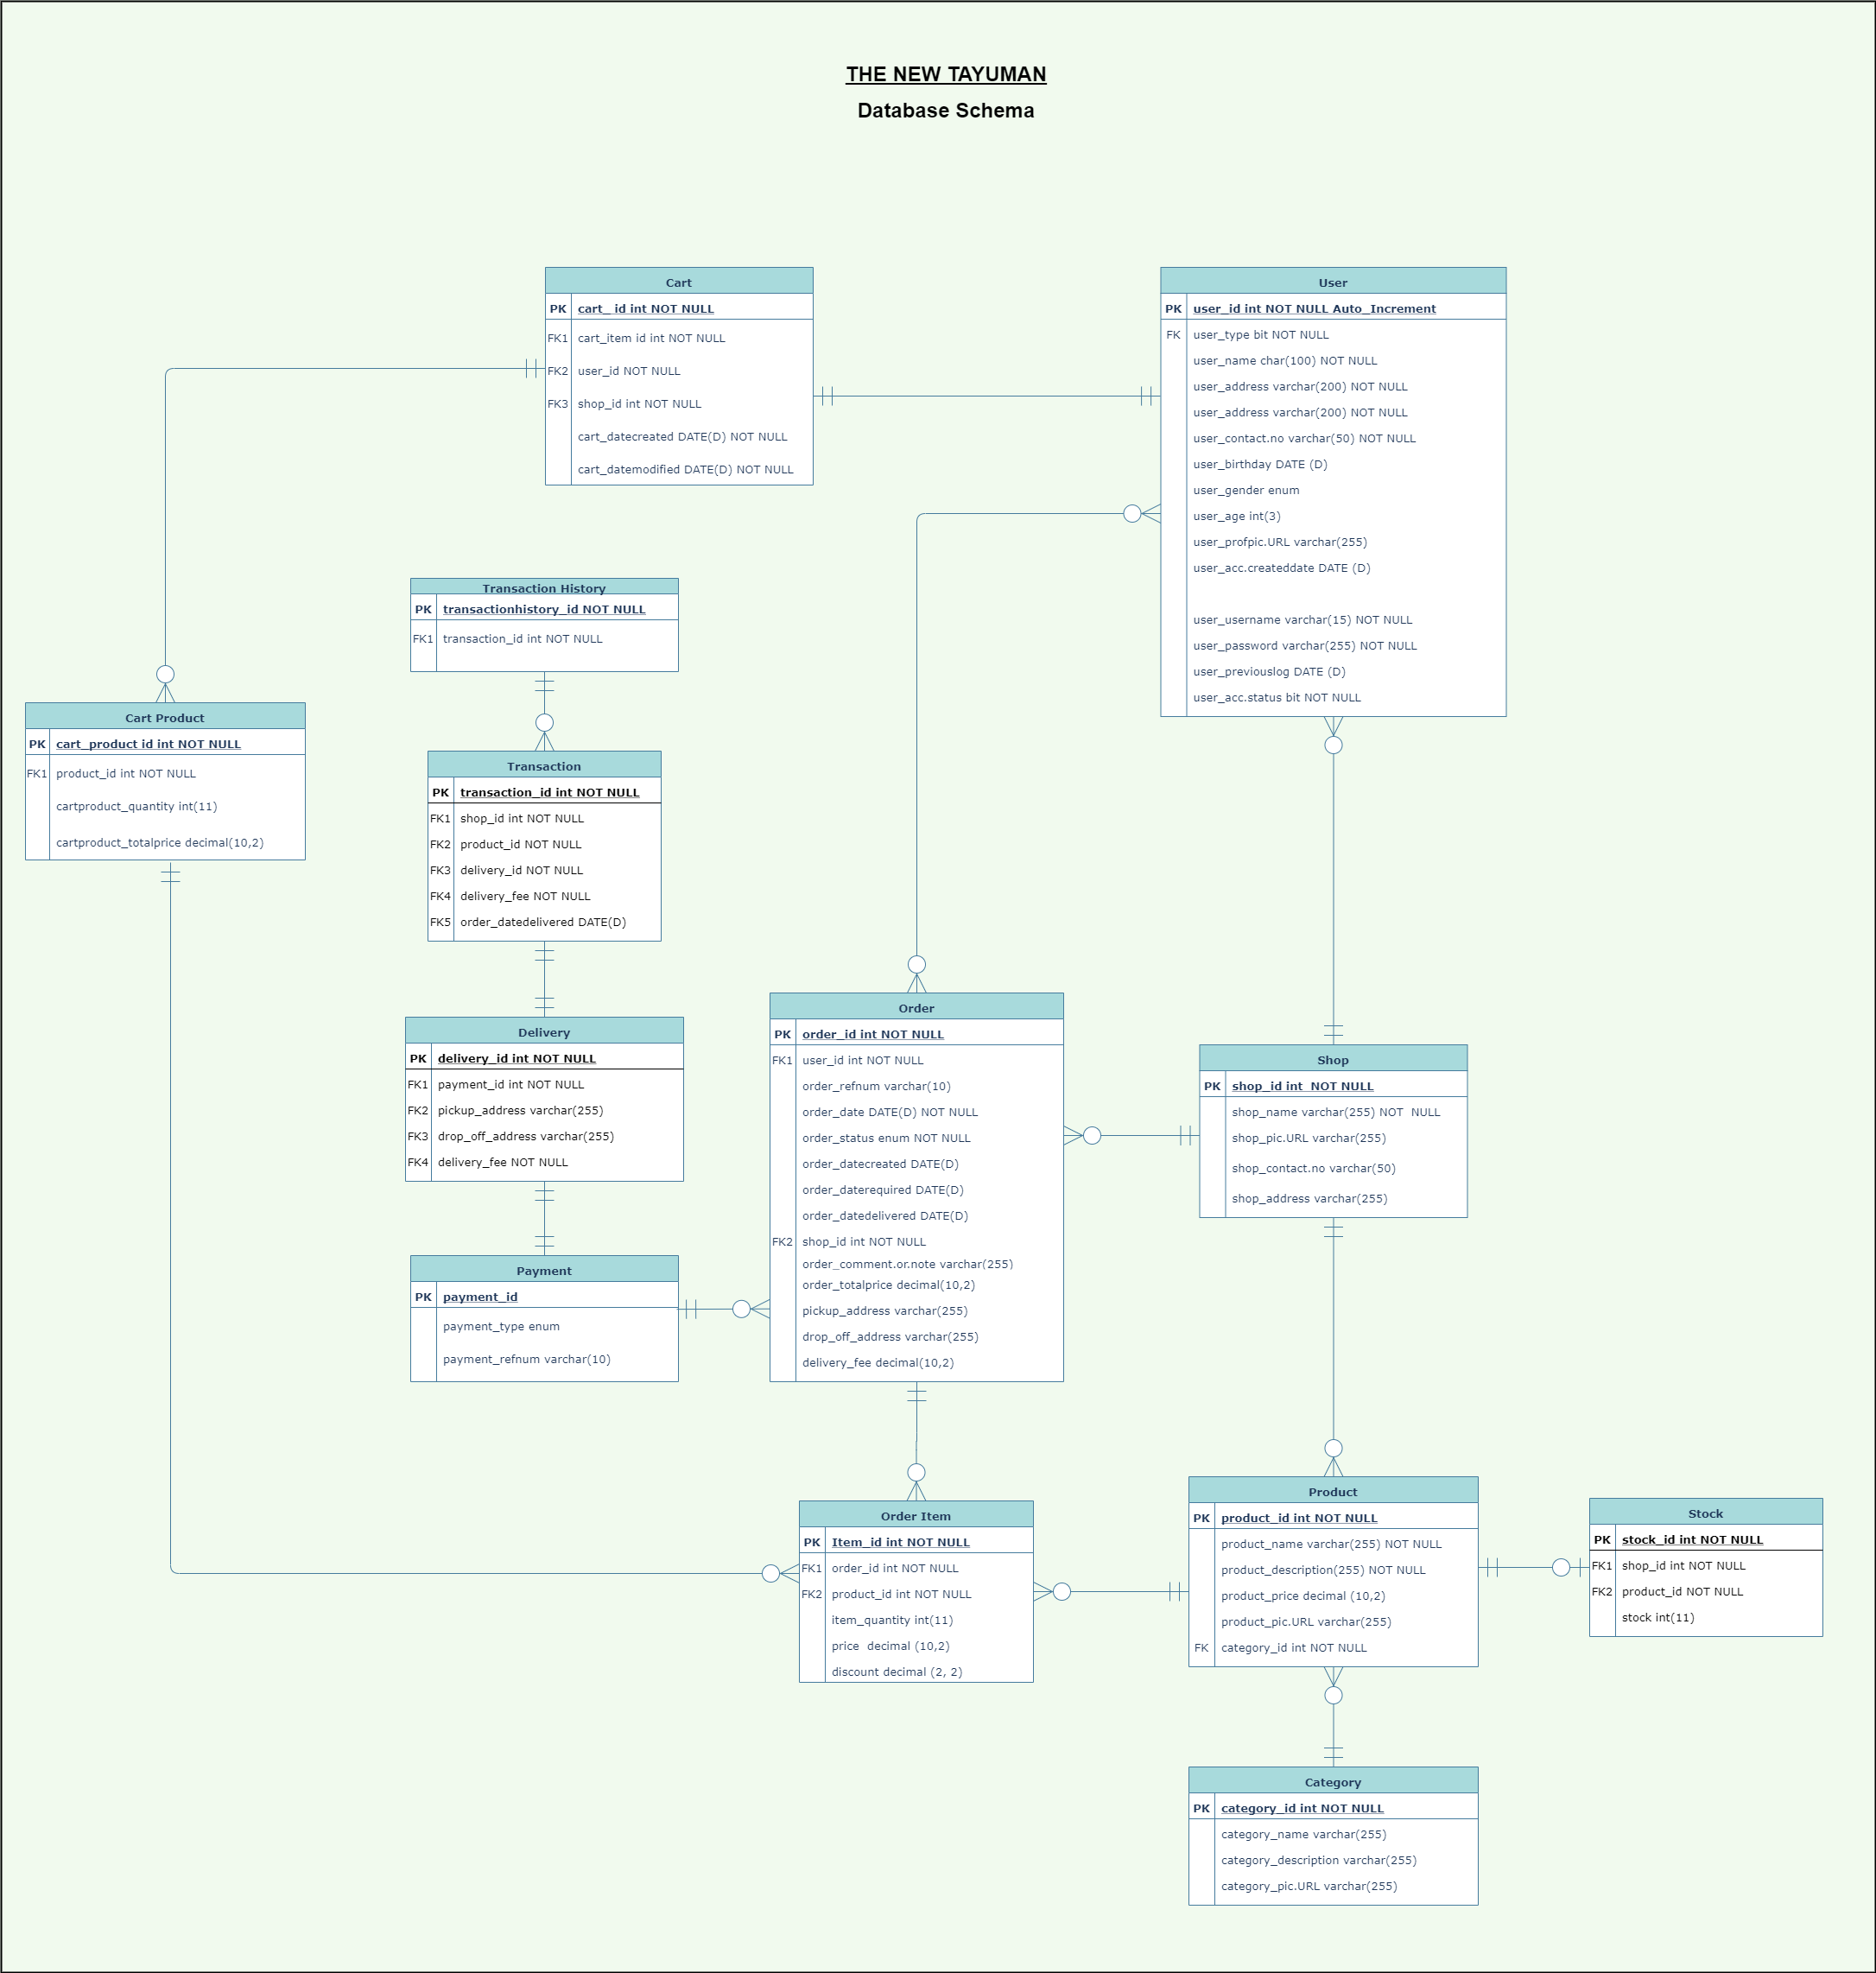 THE NEW TAYUMAN
Database Schema
Cart
PK cart_ id int NOT NULL
FK1 cart_item id int NOT NULL
FK2 user_id NOT NULL
FK3 shop_id int NOT NULL
cart_datecreated DATE(D) NOT NULL
cart_datemodified DATE(D) NOT NULL
User
PK user_id int NOT NULL Auto_Increment
FK user_type bit NOT NULL
user_name char(100) NOT NULL
user_address varchar(200) NOT NULL
user_address varchar(200) NOT NULL
user_contact.no varchar(50) NOT NULL
user_birthday DATE (D)
user_gender enum
user_age int(3)
user_profpic.URL varchar(255)
user_acc.createddate DATE (D)
user_username varchar(15) NOT NULL
user_password varchar(255) NOT NULL
user_previouslog DATE (D)
user_acc.status bit NOT NULL
Transaction History
PK transactionhistory_id NOT NULL
FK1 transaction_id int NOT NULL
Cart Product
PK cart_product id int NOT NULL
FK1 product_id int NOT NULL
cartproduct_quantity int(11)
cartproduct_totalprice decimal(10,2)
Transaction
PK transaction_id int NOT NULL
FK1 shop_id int NOT NULL
FK2 product_id NOT NULL
FK3 delivery_id NOT NULL
FK4 delivery_fee NOT NULL
FK5 order_datedelivered DATE(D)
Delivery
PK delivery_id int NOT NULL
FK1 payment_id int NOT NULL
FK2 pickup_address varchar(255)
FK3 drop_off_address varchar(255)
FK4 delivery_fee NOT NULL
Order
PK order_id int NOT NULL
FK1 user_id int NOT NULL
order_refnum varchar(10)
order_date DATE(D) NOT NULL
order_status enum NOT NULL
order_datecreated DATE(D)
order_daterequired DATE(D)
order_datedelivered DATE(D)
FK2 shop_id int NOT NULL
order_comment.or.note varchar(255)
order_totalprice decimal(10,2)
pickup_address varchar(255)
drop_off_address varchar(255)
delivery_fee decimal(10,2)
Shop
PK shop_id int  NOT NULL
shop_name varchar(255) NOT  NULL
shop_pic.URL varchar(255)
shop_contact.no varchar(50)
shop_address varchar(255)
Payment
PK payment_id
payment_type enum
payment_refnum varchar(10)
Order Item
PK Item_id int NOT NULL
FK1 order_id int NOT NULL
FK2 product_id int NOT NULL
item_quantity int(11)
price  decimal (10,2)
discount decimal (2, 2)
Product
PK product_id int NOT NULL
product_name varchar(255) NOT NULL
product_description(255) NOT NULL
product_price decimal (10,2)
product_pic.URL varchar(255)
FK category_id int NOT NULL
Stock
PK stock_id int NOT NULL
FK1 shop_id int NOT NULL
FK2 product_id NOT NULL
stock int(11)
Category
PK category_id int NOT NULL
category_name varchar(255)
category_description varchar(255)
category_pic.URL varchar(255)